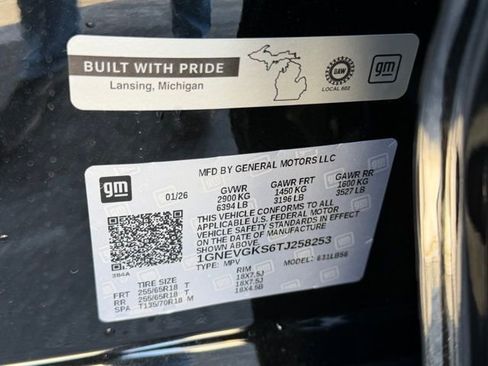 BUILT WITH PRIDE
Lansing, Michigan
UAW
LOCAL 602
gm
gm
MFD BY GENERAL MOTORS LLC
01/26 GVWR GAWR FRT GAWR RR
2900 KG 1450 KG 1600 KG
6394 LB 3196 LB 3527 LB
THIS VEHICLE CONFORMS TO ALL
APPLICABLE U.S. FEDERAL MOTOR
VEHICLE SAFETY AND THEFT PREVENTION
STANDARDS IN EFFECT ON THE DATE
OF MANUFACTURE SHOWN ABOVE.
1GNEVGKS6TJ258253
TYPE: MPV MODEL: 631LB56
TIRE SIZE RIM
FRT 255/65R18 T 18X7.5J
RR 255/65R18 T 18X7.5J
SPA T135/70R18 M 18X4.5B